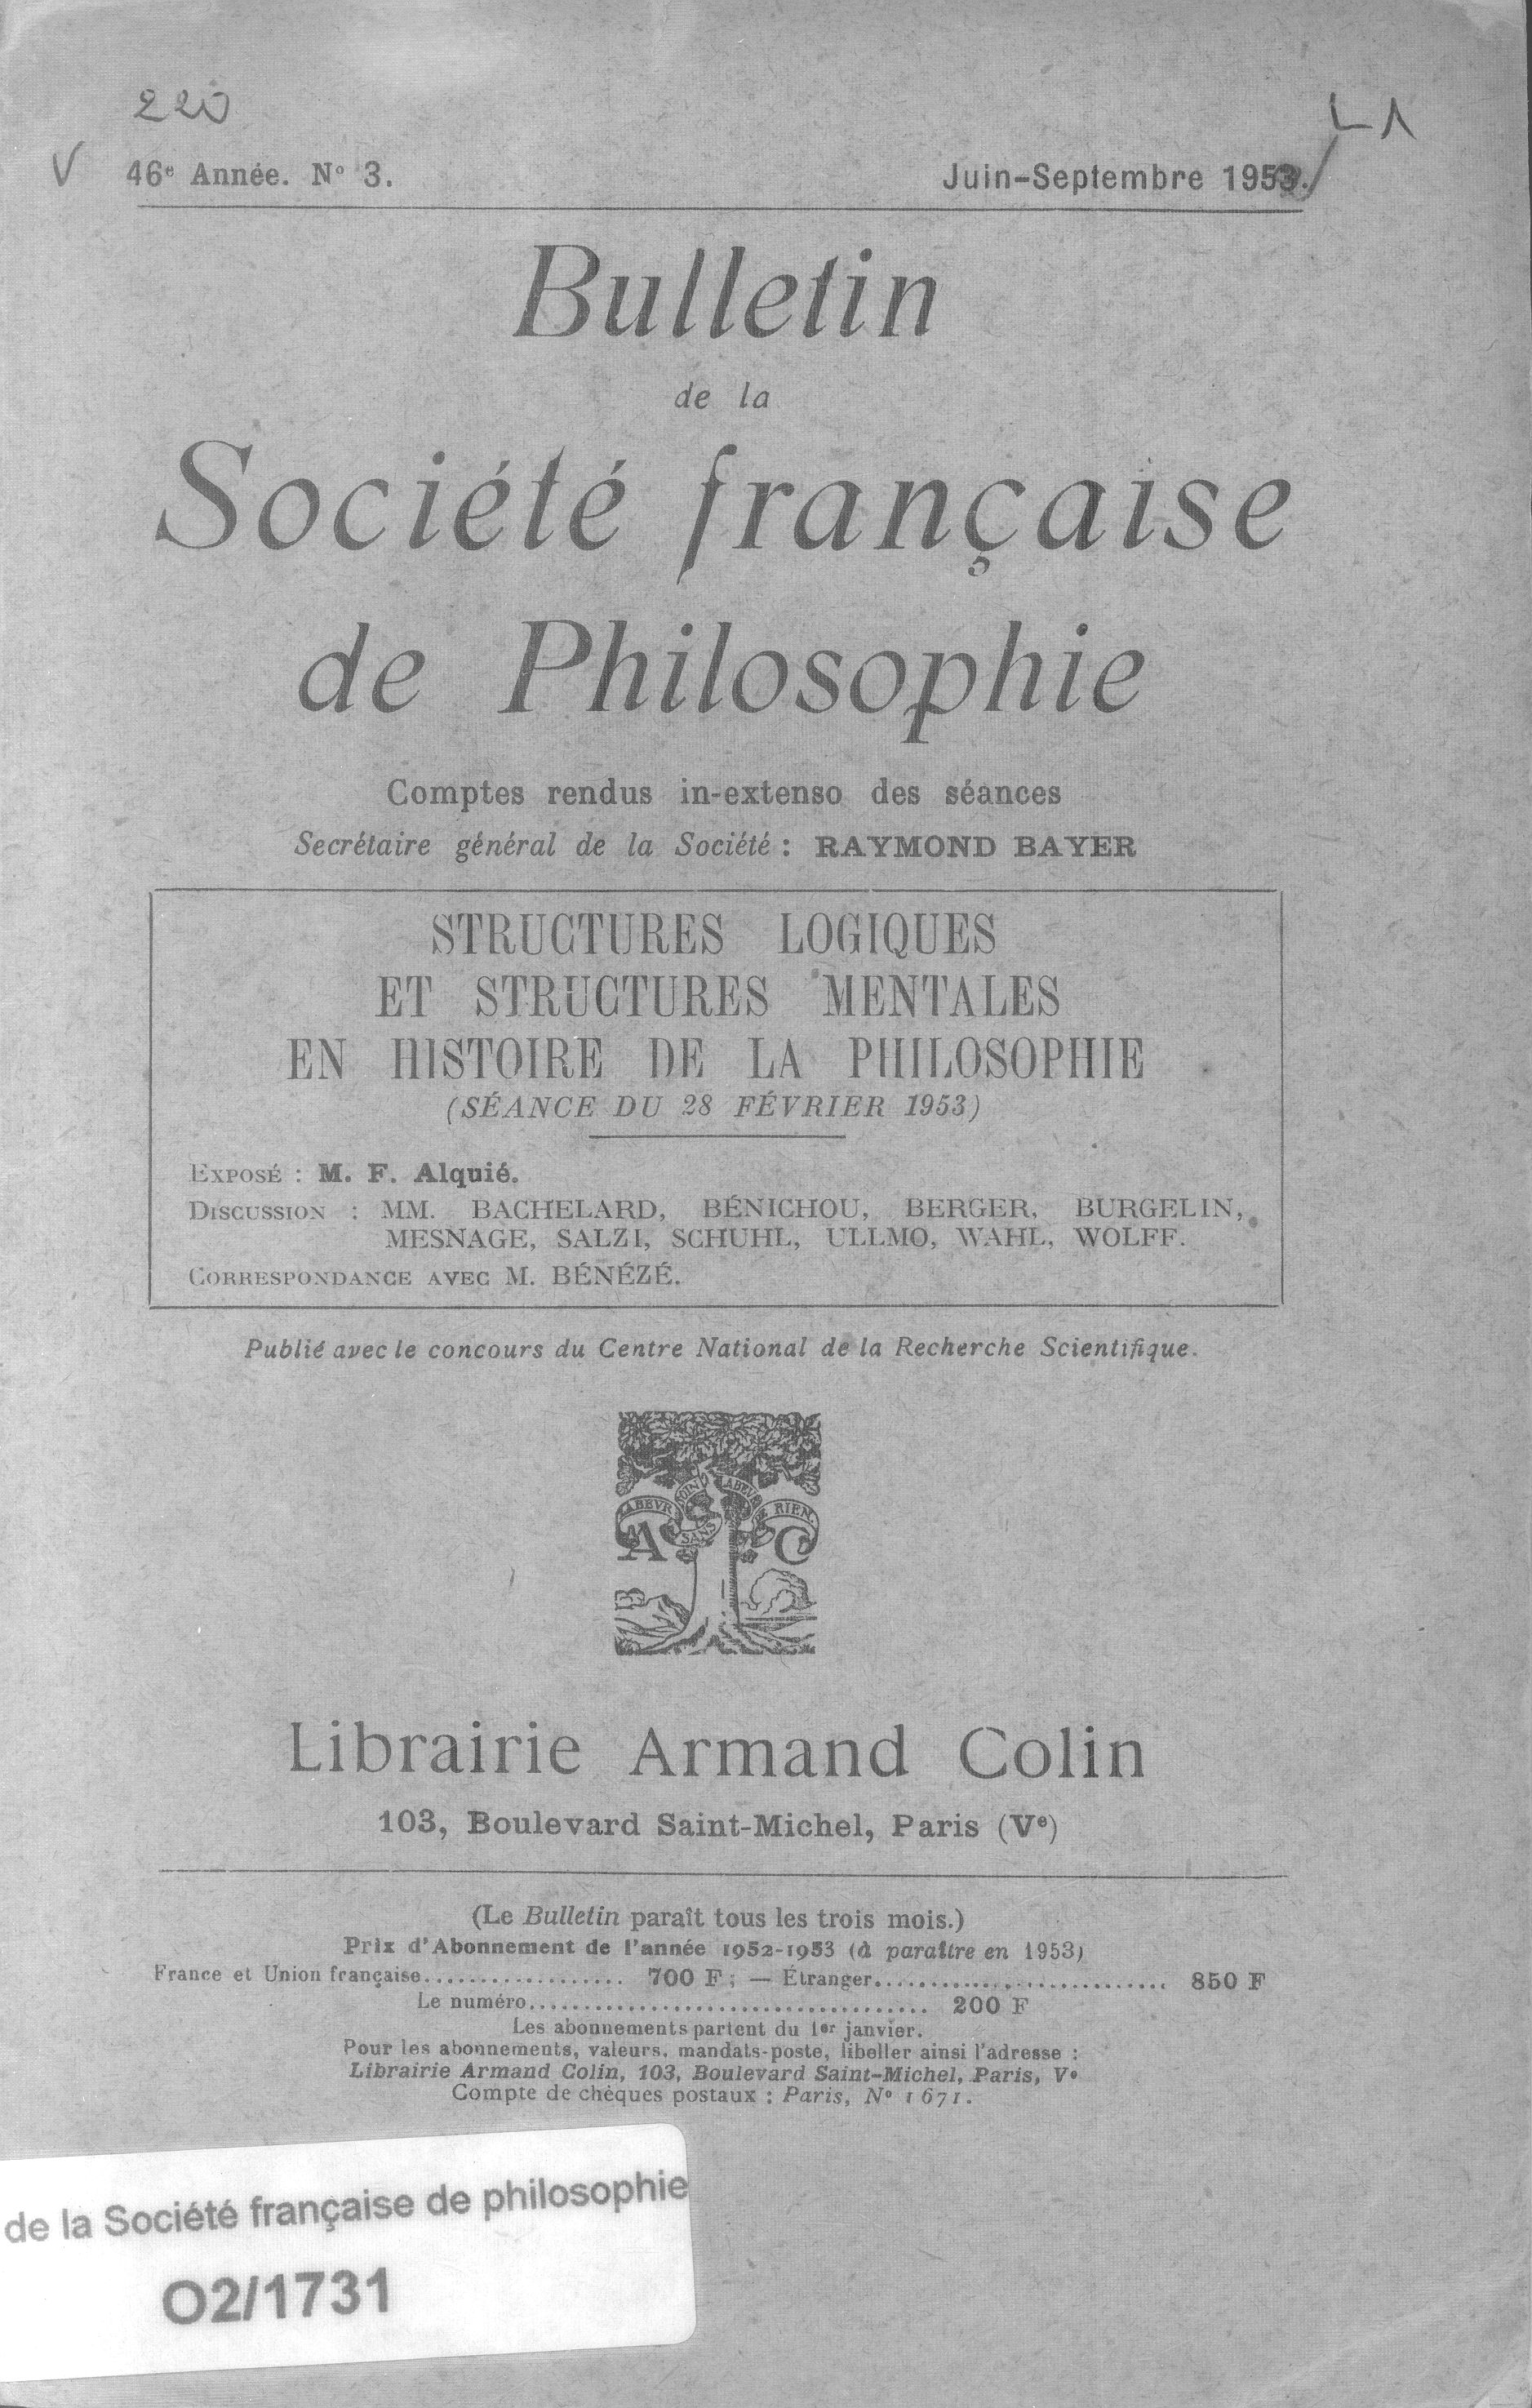 220
L1
V 46e Année. No 3. Juin-Septembre 1953.
Bulletin
de la
Société française
de Philosophie
Comptes rendus in-extenso des séances
Secrétaire général de la Société : RAYMOND BAYER
STRUCTURES LOGIQUES
ET STRUCTURES MENTALES
EN HISTOIRE DE LA PHILOSOPHIE
(SÉANCE DU 28 FÉVRIER 1953)
EXPOSÉ : M. F. Alquié.
DISCUSSION : MM. BACHELARD, BÉNICHOU, BERGER, BURGELIN,
MESNAGE, SALZI, SCHUHL, ULLMO, WAHL, WOLFF.
CORRESPONDANCE AVEC M. BÉNÉZÉ.
Publié avec le concours du Centre National de la Recherche Scientifique.
LABEVR SANS SOIN LABEVR DE RIEN
A C
Librairie Armand Colin
103, Boulevard Saint-Michel, Paris (Ve)
(Le Bulletin paraît tous les trois mois.)
Prix d'Abonnement de l'année 1952-1953 (à paraître en 1953)
France et Union française.................. 700 F ; — Étranger........................... 850 F
Le numéro..................................... 200 F
Les abonnements partent du 1er janvier.
Pour les abonnements, valeurs, mandats-poste, libeller ainsi l'adresse :
Librairie Armand Colin, 103, Boulevard Saint-Michel, Paris, Ve
Compte de chèques postaux : Paris, No 1671.
de la Société française de philosophie
O2/1731